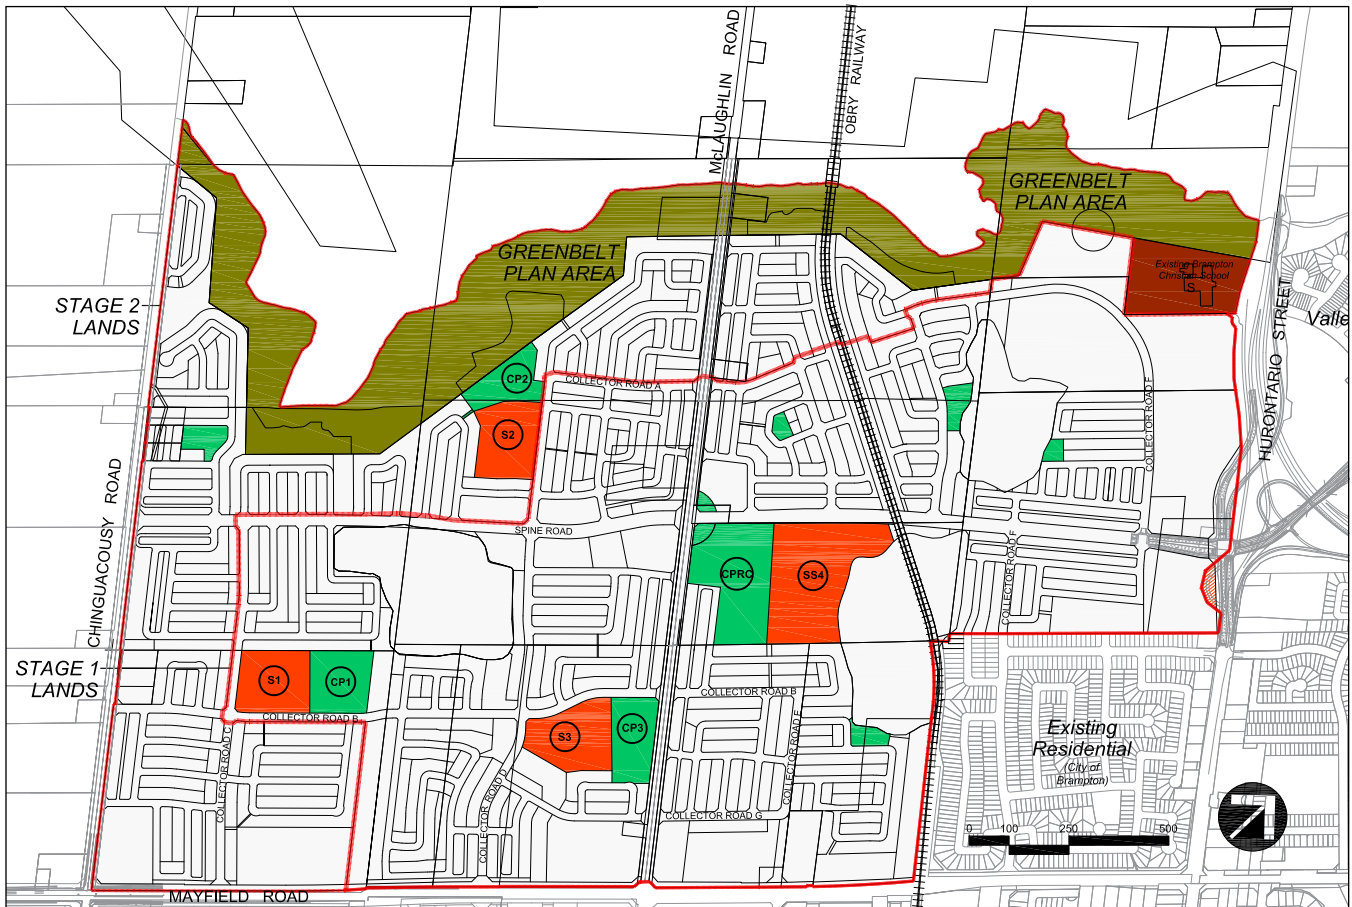 McLAUGHLIN ROAD
OBRY RAILWAY
GREENBELT
PLAN AREA
GREENBELT
PLAN AREA
Existing Brampton
Christian School
S
STAGE 2
LANDS
HURONTARIO STREET
Valle
CP2
COLLECTOR ROAD A
COLLECTOR ROAD F
S2
CHINGUACOUSY ROAD
SPINE ROAD
CPRC
SS4
COLLECTOR ROAD F
STAGE 1
LANDS
S1
CP1
COLLECTOR ROAD B
COLLECTOR ROAD B
COLLECTOR ROAD C
S3
CP3
COLLECTOR ROAD D
COLLECTOR ROAD E
COLLECTOR ROAD G
Existing
Residential
(City of
Brampton)
0 100 250 500
MAYFIELD ROAD